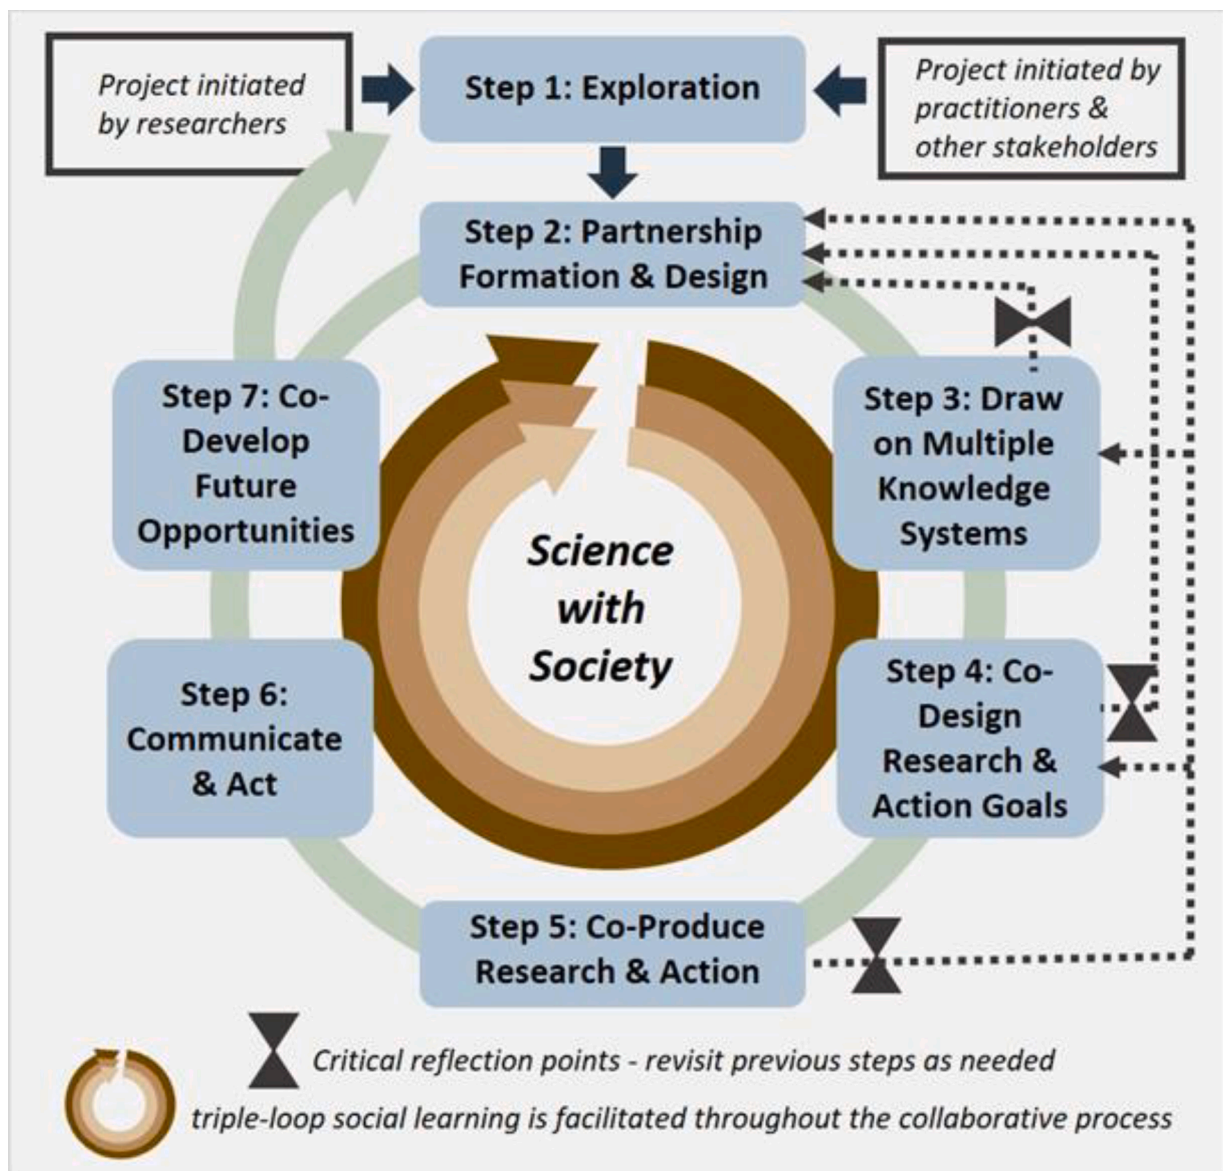 Project initiated
by researchers
Step 1: Exploration
Project initiated by
practitioners &
other stakeholders
Step 2: Partnership
Formation & Design
Step 3: Draw
on Multiple
Knowledge
Systems
Step 4: Co-
Design
Research &
Action Goals
Step 5: Co-Produce
Research & Action
Step 6:
Communicate
& Act
Step 7: Co-
Develop
Future
Opportunities
Science
with
Society
Critical reflection points - revisit previous steps as needed
triple-loop social learning is facilitated throughout the collaborative process